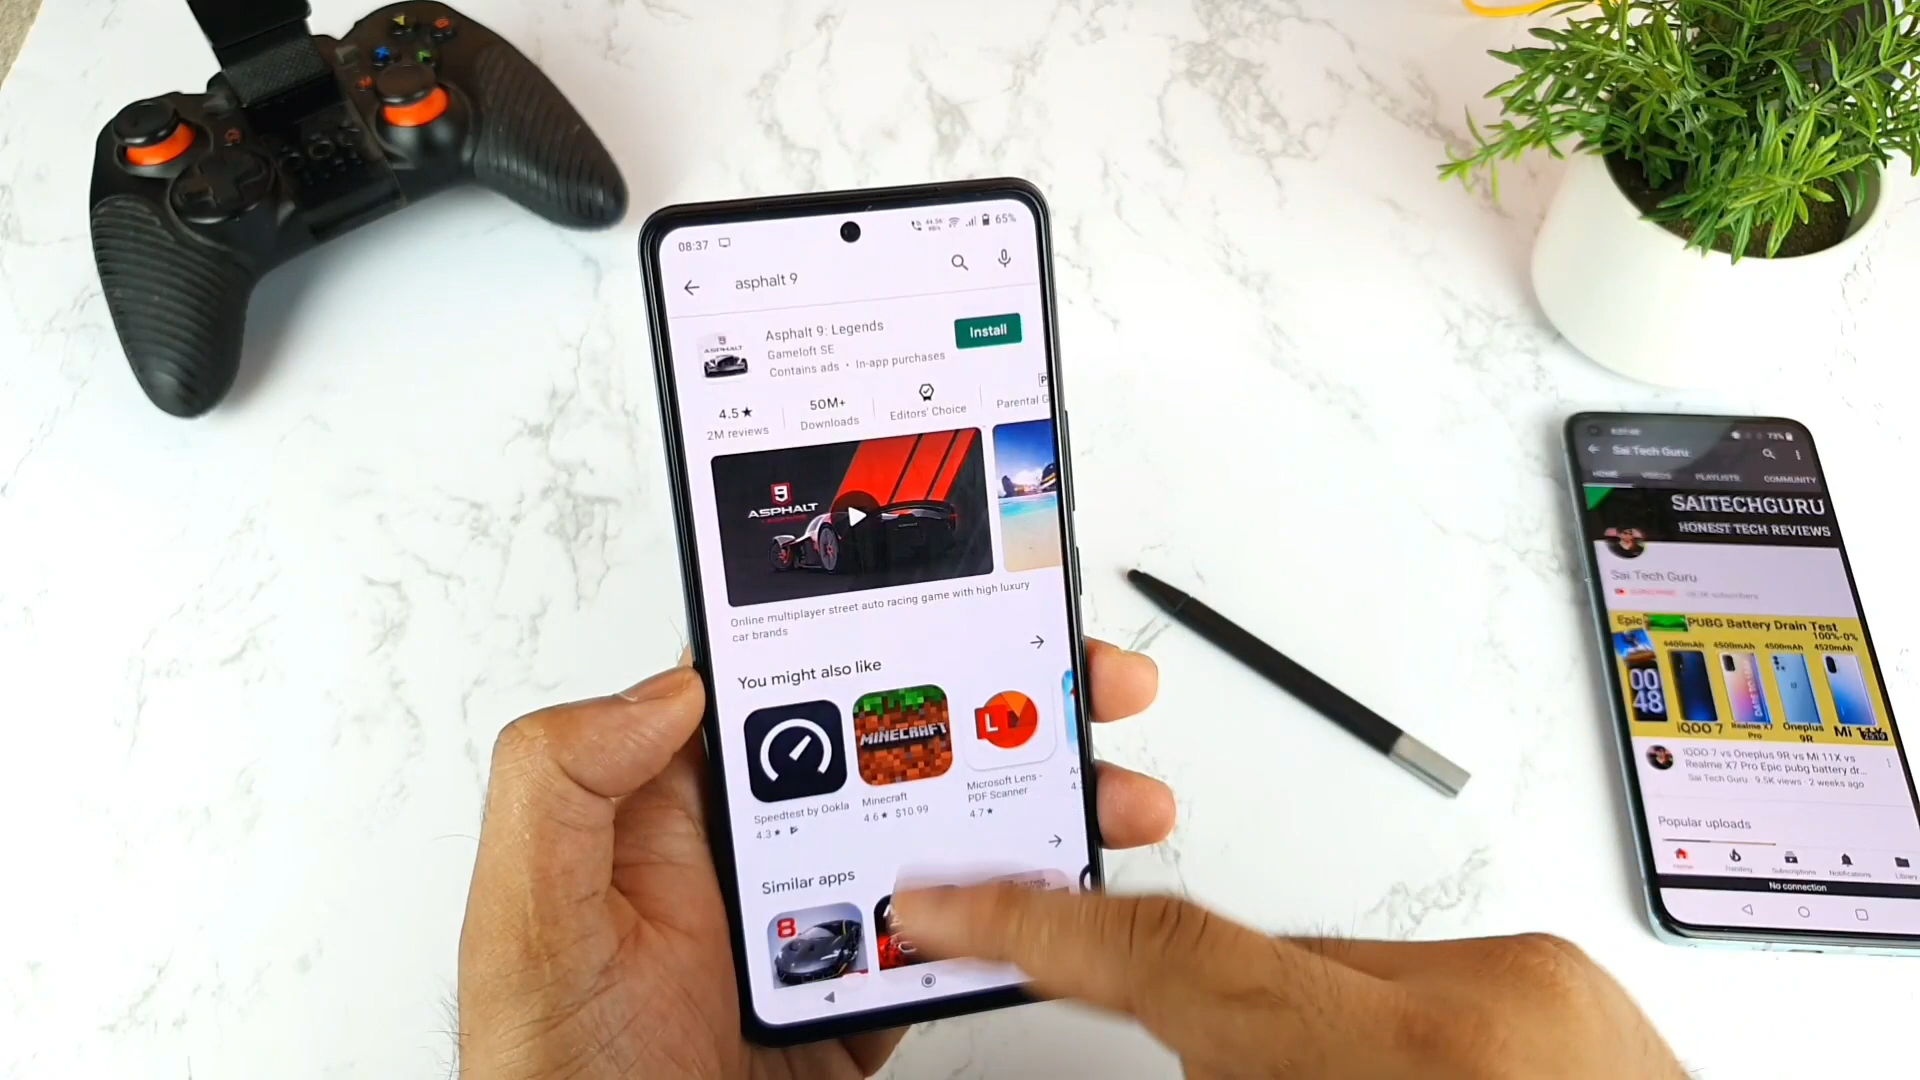 08:37
65%
asphalt 9
Asphalt 9: Legends
Gameloft SE
Contains ads • In-app purchases
Install
4.5★
2M reviews
50M+
Downloads
Editors' Choice
Parental G
9
ASPHALT
Online multiplayer street auto racing game with high luxury
car brands
You might also like
Speedtest by Ookla
4.3★
MINECRAFT
Minecraft
4.6★ $10.99
L
Microsoft Lens -
PDF Scanner
4.7★
Similar apps
8
73%
Sai Tech Guru
HOME VIDEOS PLAYLISTS COMMUNITY
SAITECHGURU
HONEST TECH REVIEWS
Sai Tech Guru
SUBSCRIBE
subscribers
Epic PUBG Battery Drain Test
100%-0%
4400mAh 4500mAh 4500mAh 4520mAh
00
48
iQOO 7 Realme X7 Pro Oneplus 9R Mi 11X
iQOO 7 vs Oneplus 9R vs Mi 11X vs
Realme X7 Pro Epic pubg battery dr...
Sai Tech Guru · 9.5K views · 2 weeks ago
Popular uploads
Home Trending Subscriptions Notifications Library
No connection